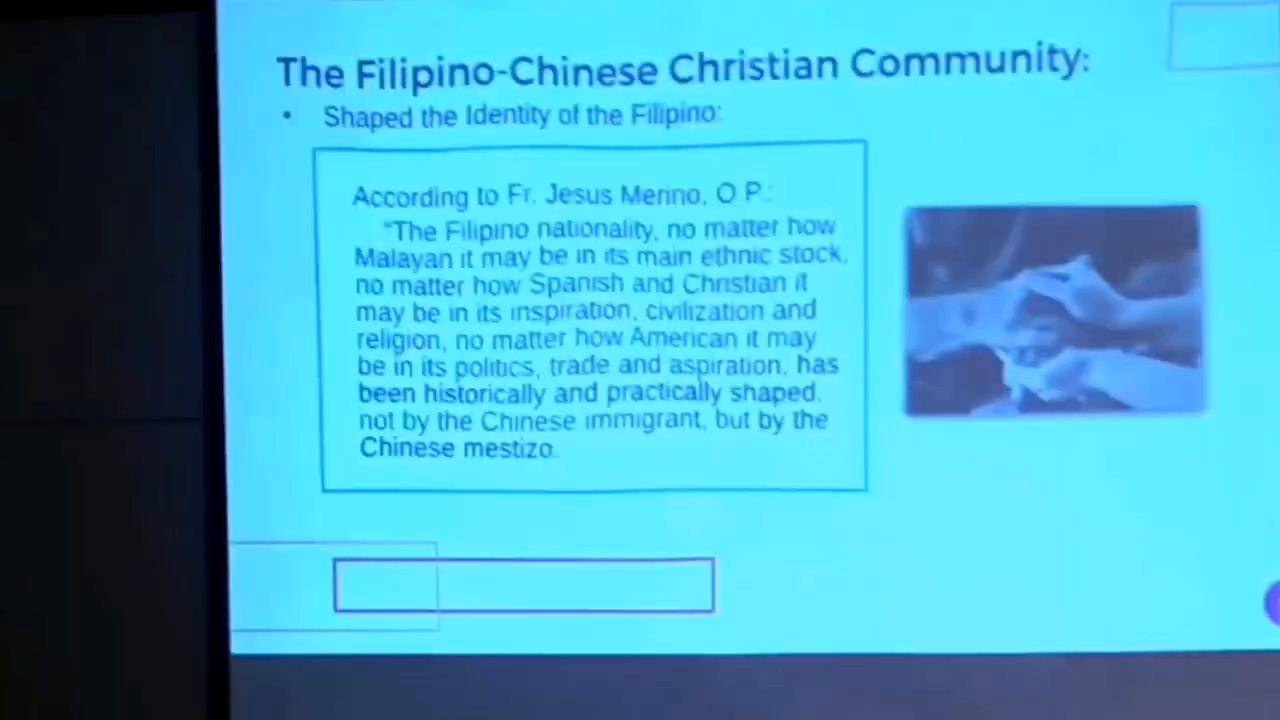 The Filipino-Chinese Christian Community:
• Shaped the Identity of the Filipino:
According to Fr. Jesus Merino, O P.:
"The Filipino nationality, no matter how
Malayan it may be in its main ethnic stock,
no matter how Spanish and Christian it
may be in its inspiration, civilization and
religion, no matter how American it may
be in its politics, trade and aspiration, has
been historically and practically shaped,
not by the Chinese immigrant, but by the
Chinese mestizo.